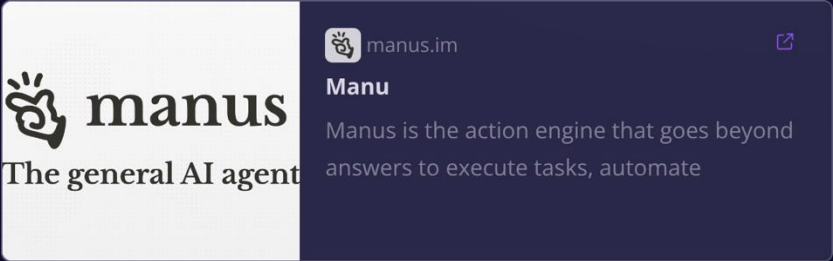 manus
The general AI agent
manus.im
Manu
Manus is the action engine that goes beyond
answers to execute tasks, automate